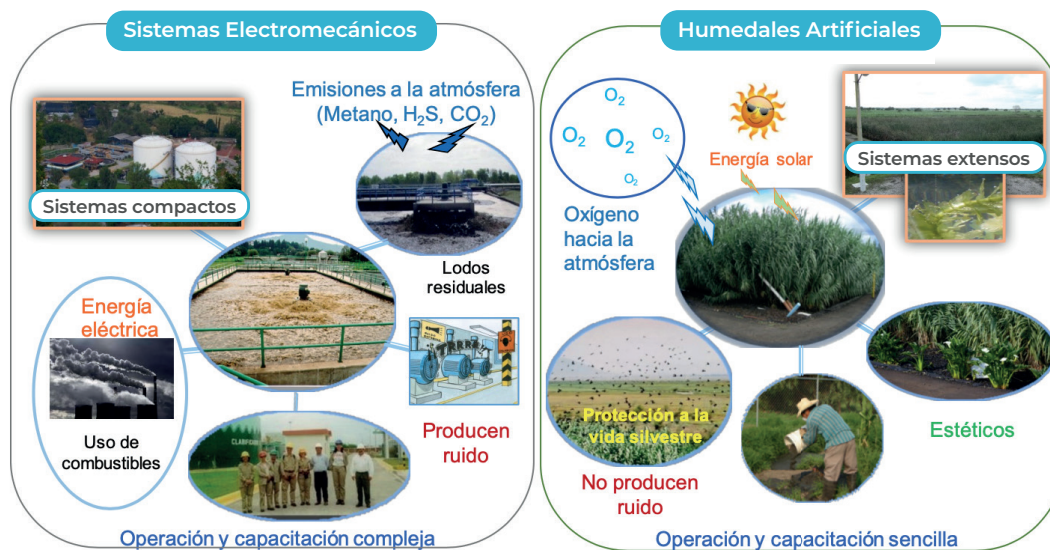 Sistemas Electromecánicos
Emisiones a la atmósfera
(Metano, H₂S, CO₂)
Sistemas compactos
Lodos
residuales
Energía
eléctrica
Uso de
combustibles
Producen
ruido
Operación y capacitación compleja
Humedales Artificiales
O₂
O₂
O₂
O₂
O₂
Energía solar
Sistemas extensos
Oxígeno
hacia la
atmósfera
Protección a la
vida silvestre
No producen
ruido
Estéticos
Operación y capacitación sencilla